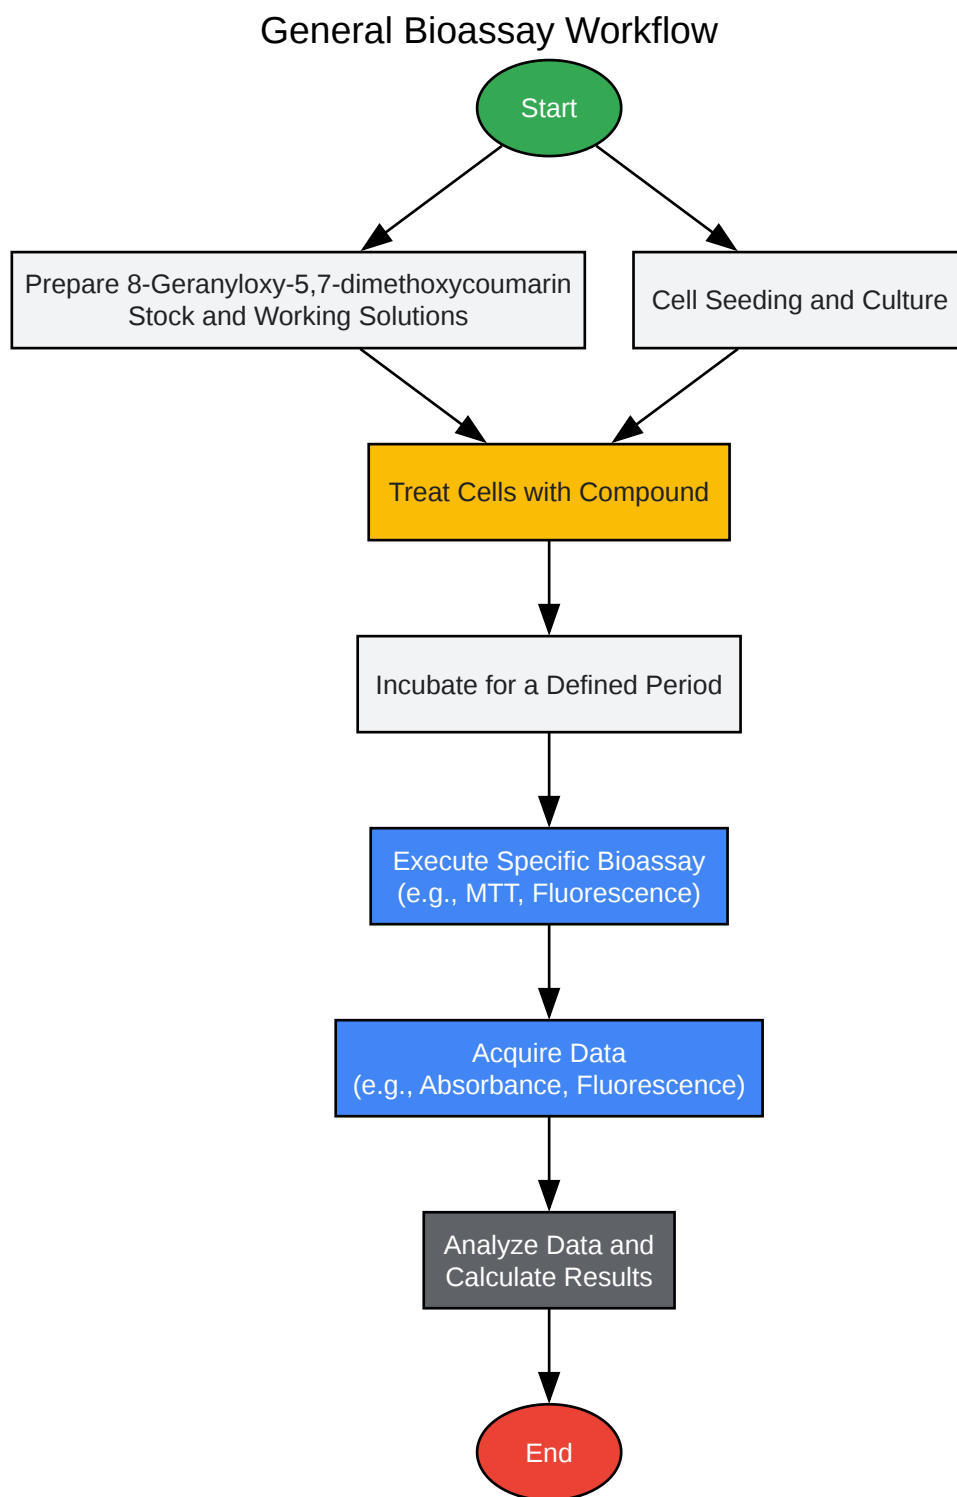 General Bioassay Workflow
Start
Prepare 8-Geranyloxy-5,7-dimethoxycoumarin
Stock and Working Solutions
Cell Seeding and Culture
Treat Cells with Compound
Incubate for a Defined Period
Execute Specific Bioassay
(e.g., MTT, Fluorescence)
Acquire Data
(e.g., Absorbance, Fluorescence)
Analyze Data and
Calculate Results
End